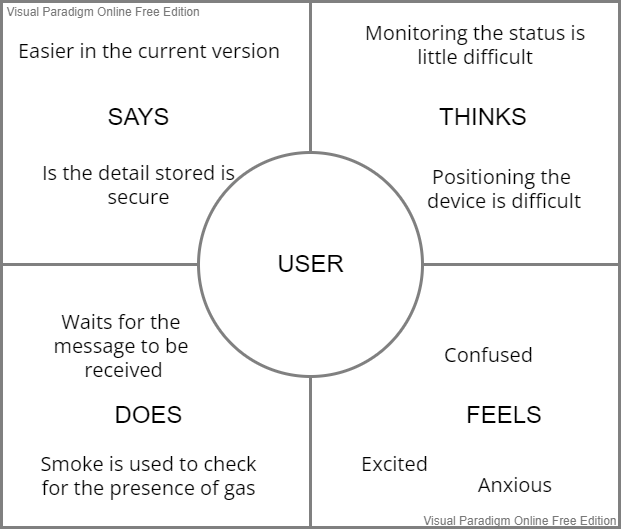 Visual Paradigm Online Free Edition
Easier in the current version
SAYS
Is the detail stored is
secure
Monitoring the status is
little difficult
THINKS
Positioning the
device is difficult
USER
Waits for the
message to be
received
DOES
Smoke is used to check
for the presence of gas
Confused
FEELS
Excited
Anxious
Visual Paradigm Online Free Edition